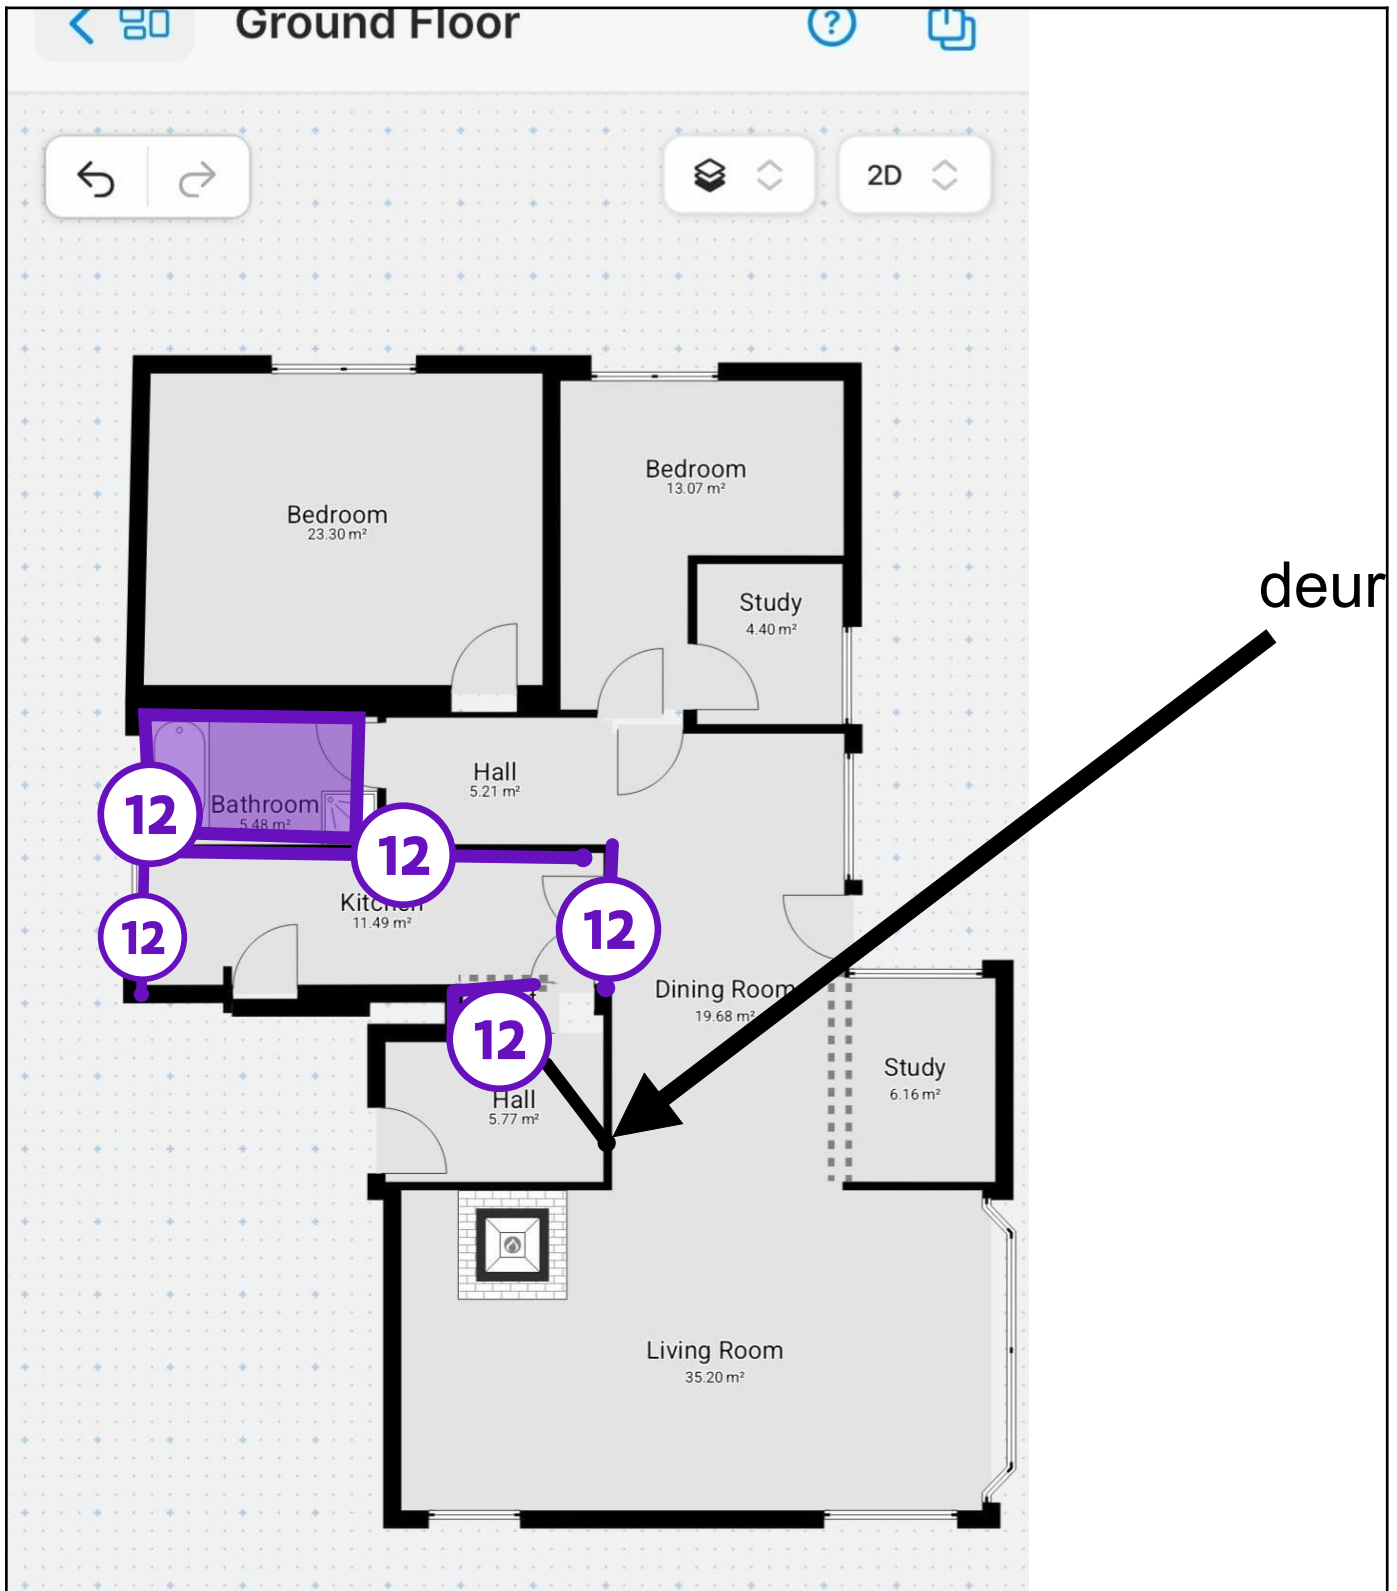 Ground Floor
?
2D
Bedroom
23.30 m²
Bedroom
13.07 m²
Study
4.40 m²
deur
Hall
5.21 m²
Bathroom
5.48 m²
12
12
Kitchen
11.49 m²
12
12
Dining Room
19.68 m²
12
Study
6.16 m²
Hall
5.77 m²
Living Room
35.20 m²